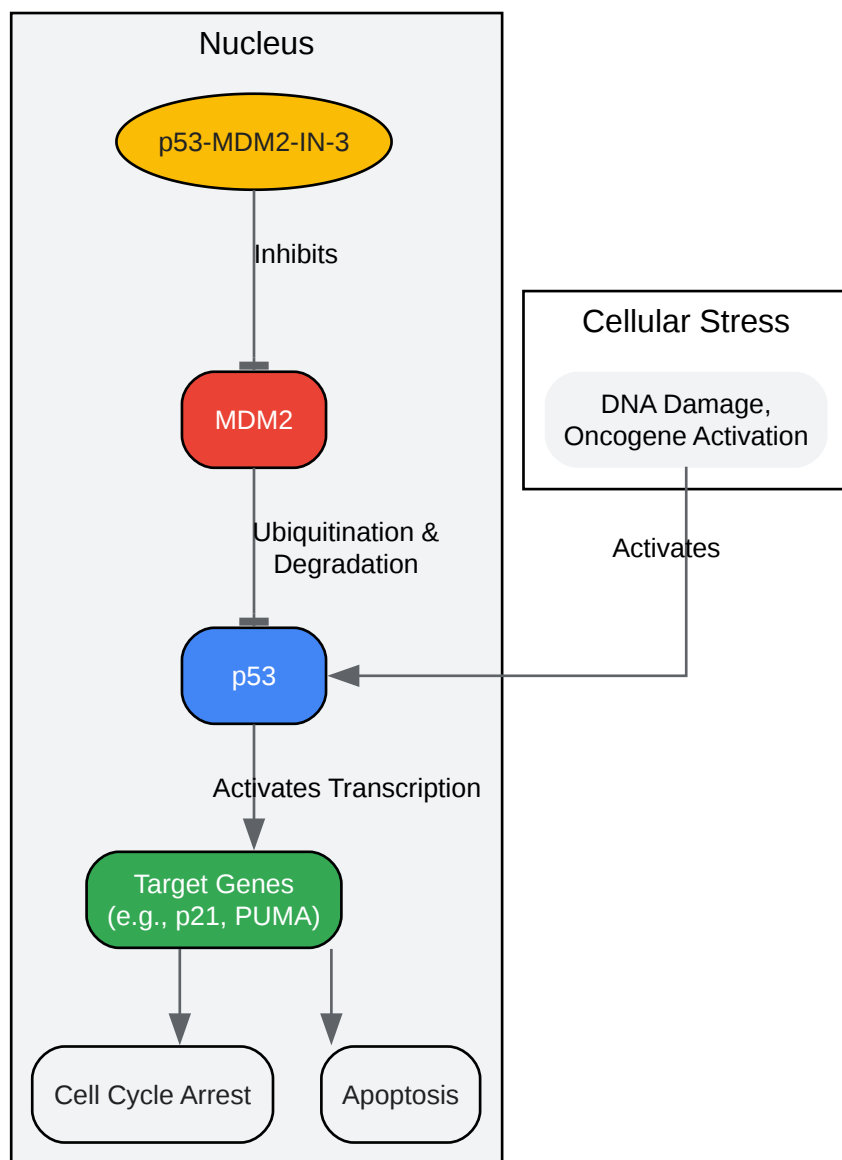 Nucleus
p53-MDM2-IN-3
Inhibits
Cellular Stress
DNA Damage,
Oncogene Activation
MDM2
Ubiquitination &
Degradation
Activates
p53
Activates Transcription
Target Genes
(e.g., p21, PUMA)
Cell Cycle Arrest
Apoptosis